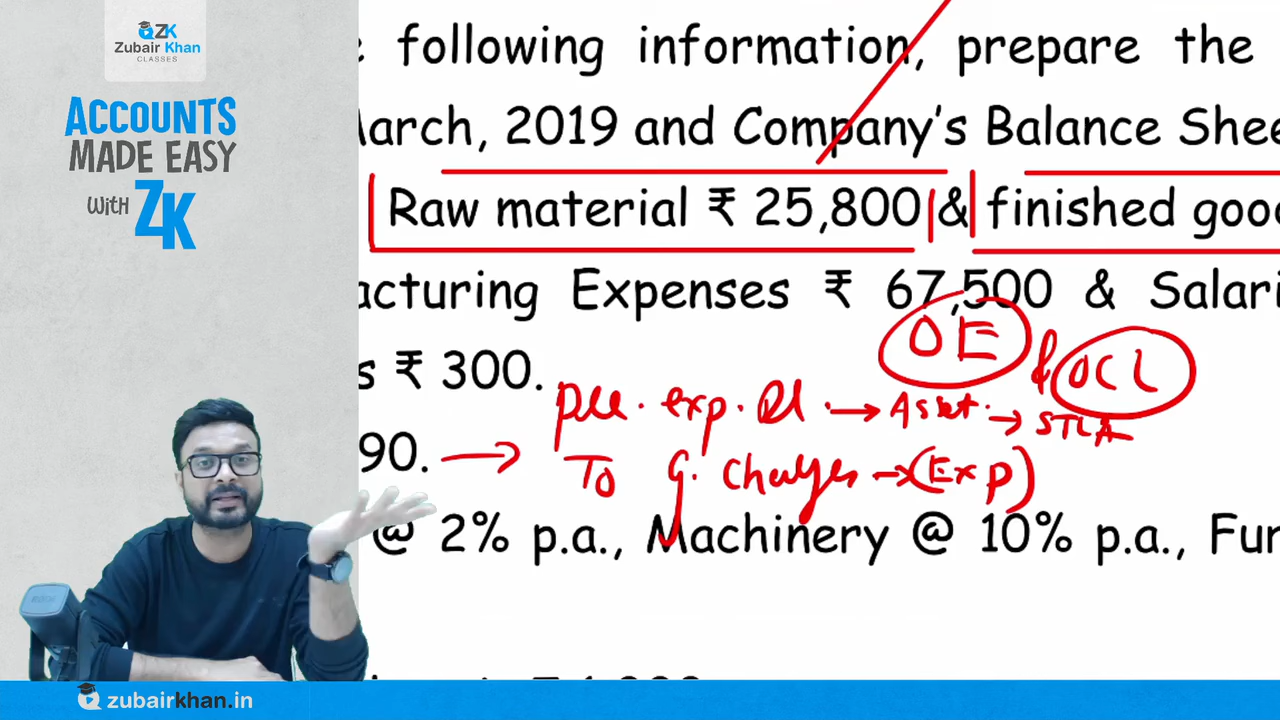 ZK
Zubair Khan
CLASSES
ACCOUNTS
MADE EASY
with ZK
following information, prepare the
March, 2019 and Company's Balance Shee
Raw material ₹ 25,800 & finished good
acturing Expenses ₹ 67,500 & Salari
OE & OCL
s ₹ 300.
Pre. exp. Dr. → Asset. → STLA
90. →
To G. Charges → (Exp)
@ 2% p.a., Machinery @ 10% p.a., Fur
zubairkhan.in